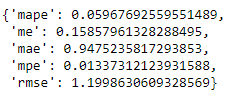 {'mape': 0.05967692559551489,
'me': 0.15857961328288495,
'mae': 0.9475235817293853,
'mpe': 0.01337312123931588,
'rmse': 1.1998630609328569}